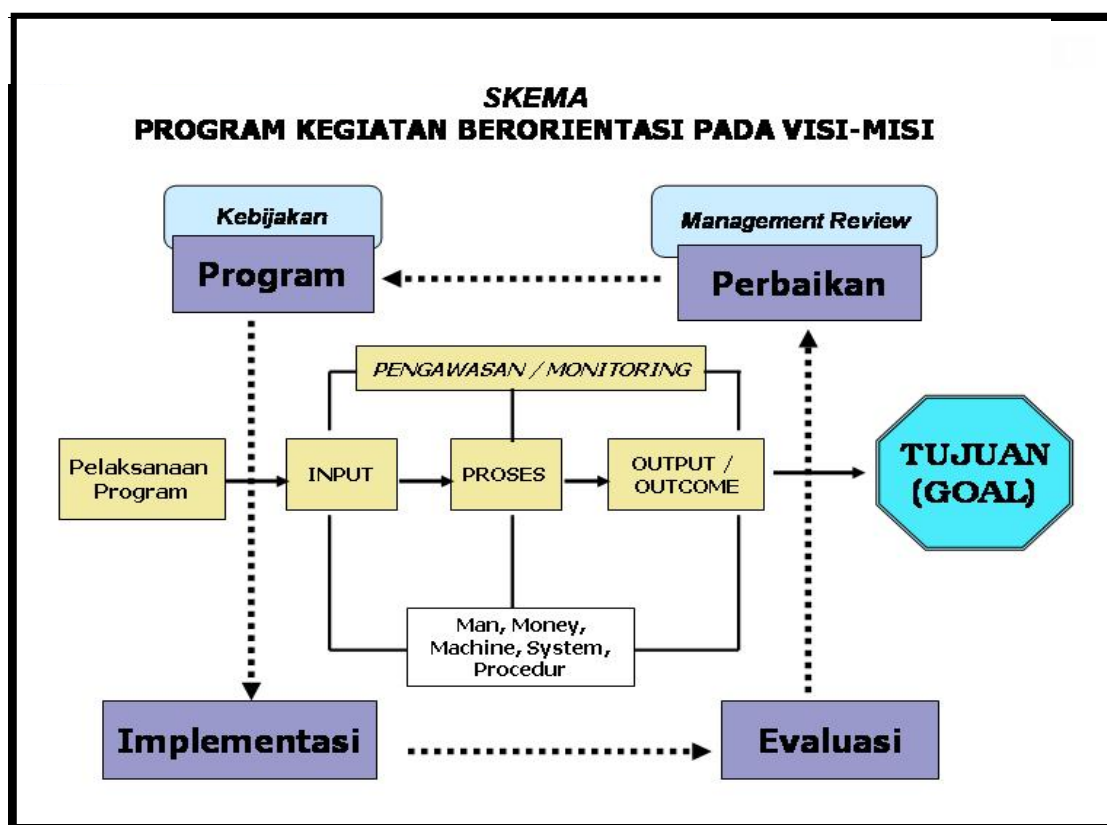 SKEMA
PROGRAM KEGIATAN BERORIENTASI PADA VISI-MISI
Kebijakan
Program
Management Review
Perbaikan
PENGAWASAN / MONITORING
Pelaksanaan
Program
INPUT
PROSES
OUTPUT /
OUTCOME
TUJUAN
(GOAL)
Man, Money,
Machine, System,
Procedur
Implementasi
Evaluasi